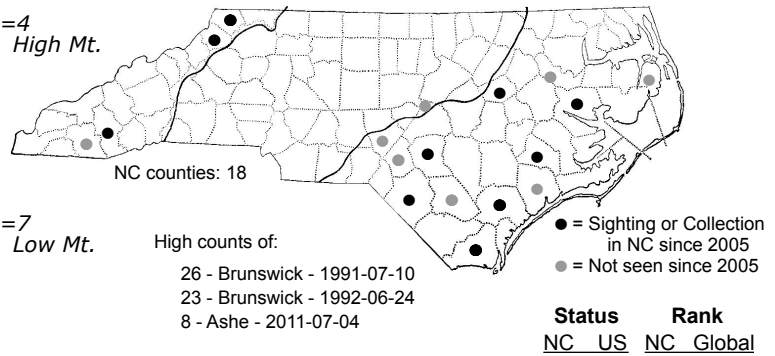 =4
High Mt.
NC counties: 18
=7
Low Mt.
High counts of:
26 - Brunswick - 1991-07-10
23 - Brunswick - 1992-06-24
8 - Ashe - 2011-07-04
= Sighting or Collection
in NC since 2005
= Not seen since 2005
Status Rank
NC US NC Global